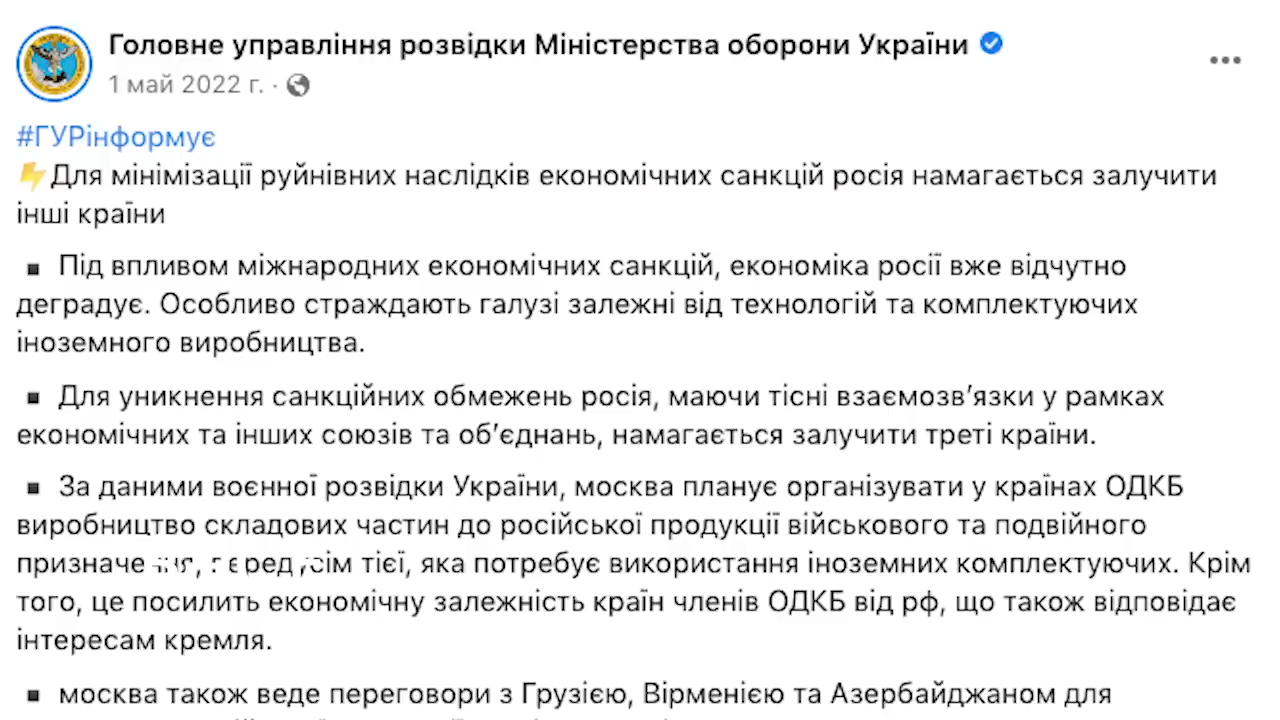 Головне управління розвідки Міністерства оборони України
1 май 2022 г. ·
#ГУРінформує
⚡Для мінімізації руйнівних наслідків економічних санкцій росія намагається залучити
інші країни
▪ Під впливом міжнародних економічних санкцій, економіка росії вже відчутно
деградує. Особливо страждають галузі залежні від технологій та комплектуючих
іноземного виробництва.
▪ Для уникнення санкційних обмежень росія, маючи тісні взаємозв’язки у рамках
економічних та інших союзів та об’єднань, намагається залучити треті країни.
▪ За даними воєнної розвідки України, москва планує організувати у країнах ОДКБ
виробництво складових частин до російської продукції військового та подвійного
тієї, яка потребує використання іноземних комплектуючих. Крім
того, це посилить економічну залежність країн членів ОДКБ від рф, що також відповідає
інтересам кремля.
▪ москва також веде переговори з Грузією, Вірменією та Азербайджаном для